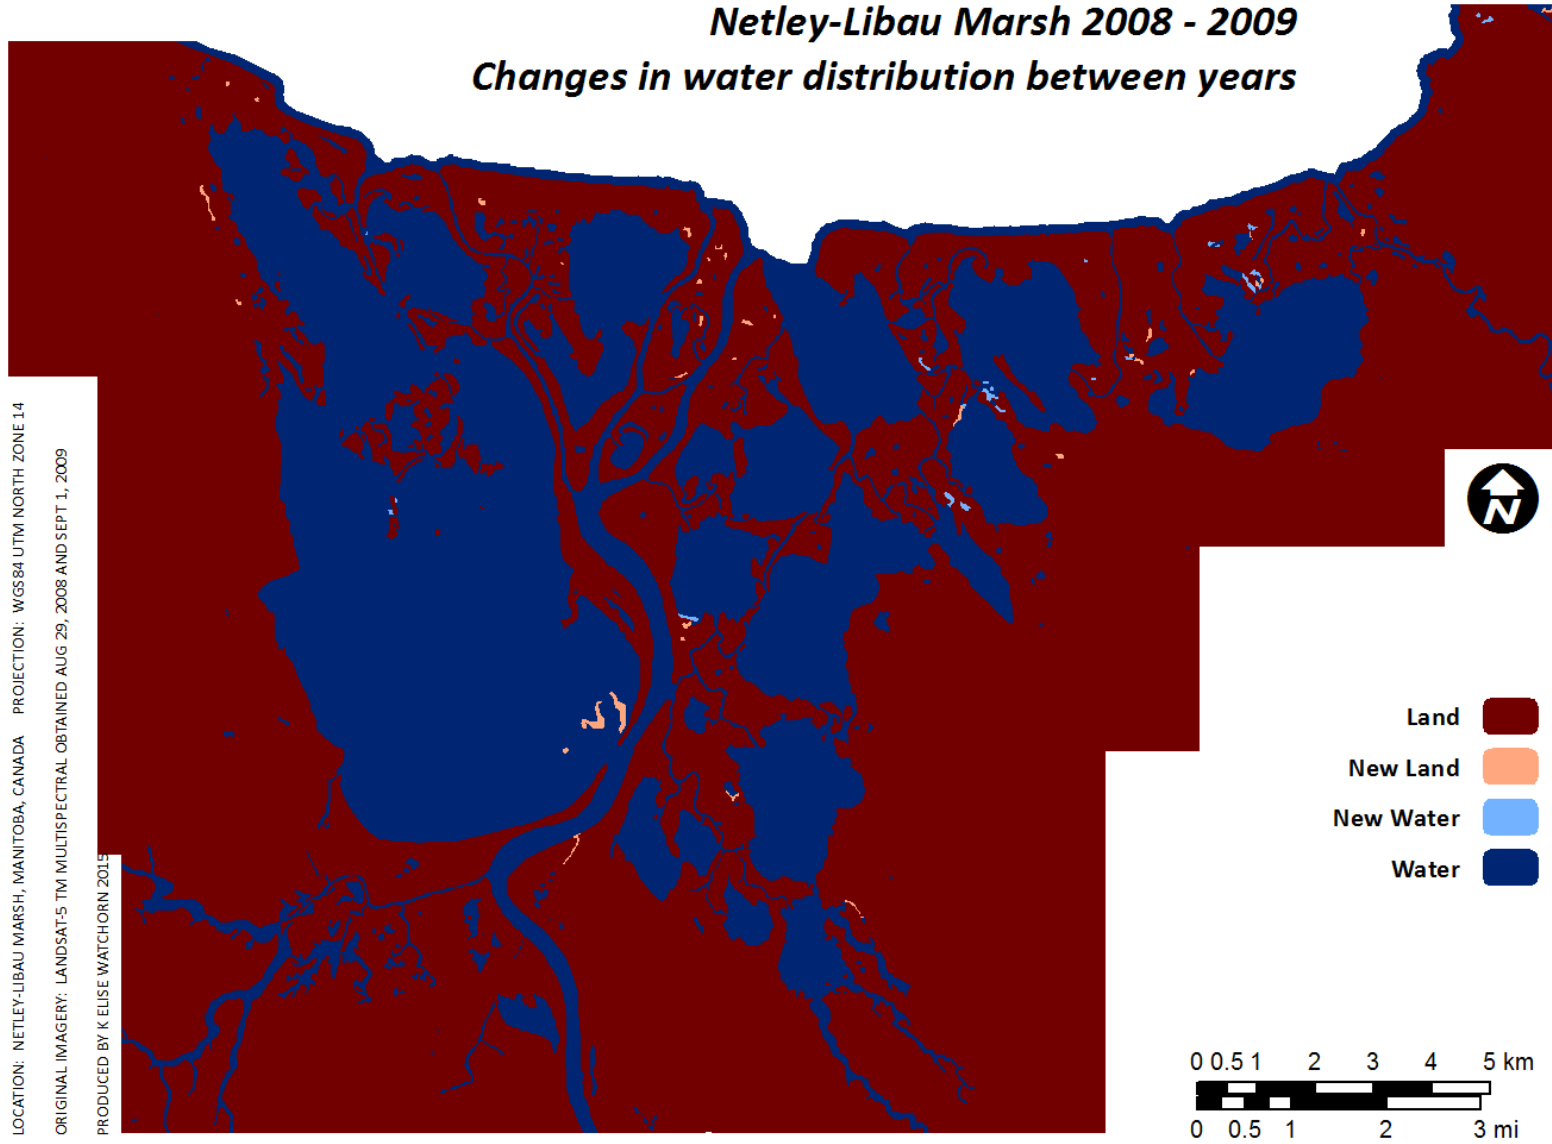 Netley-Libau Marsh 2008 - 2009
Changes in water distribution between years
LOCATION: NETLEY-LIBAU MARSH, MANITOBA, CANADA PROJECTION: WGS84 UTM NORTH ZONE 14
ORIGINAL IMAGERY: LANDSAT-5 TM MULTISPECTRAL OBTAINED AUG 29, 2008 AND SEPT 1, 2009
PRODUCED BY K ELISE WATCHORN 2015
N
Land
New Land
New Water
Water
0 0.5 1 2 3 4 5 km
0 0.5 1 2 3 mi